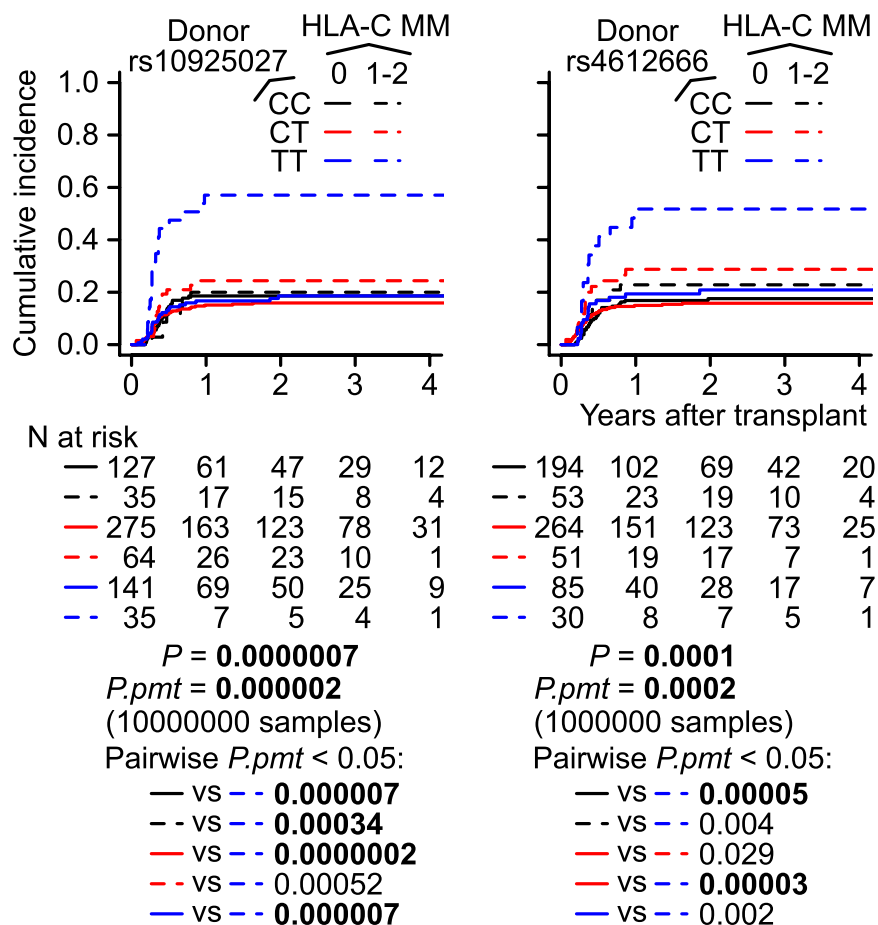 Donor HLA-C MM
rs10925027 0 1-2
CC
CT
TT
Donor HLA-C MM
rs4612666 0 1-2
CC
CT
TT
Cumulative incidence
1.0
0.8
0.6
0.4
0.2
0.0
0 1 2 3 4
0 1 2 3 4
Years after transplant
N at risk
127 61 47 29 12
35 17 15 8 4
275 163 123 78 31
64 26 23 10 1
141 69 50 25 9
35 7 5 4 1
194 102 69 42 20
53 23 19 10 4
264 151 123 73 25
51 19 17 7 1
85 40 28 17 7
30 8 7 5 1
P = 0.0000007
P.pmt = 0.000002
(10000000 samples)
Pairwise P.pmt < 0.05:
vs 0.000007
vs 0.00034
vs 0.0000002
vs 0.00052
vs 0.000007
P = 0.0001
P.pmt = 0.0002
(1000000 samples)
Pairwise P.pmt < 0.05:
vs 0.00005
vs 0.004
vs 0.029
vs 0.00003
vs 0.002